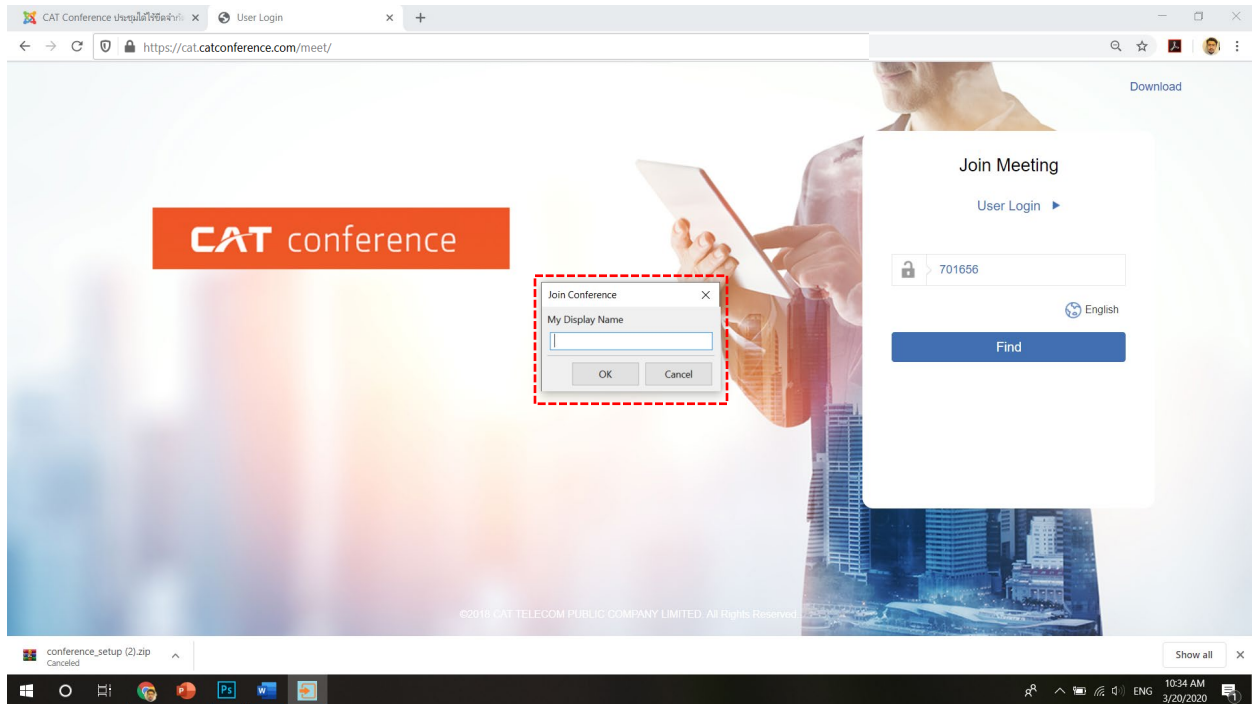 CAT Conference ประชุมได้ไร้ขีดจำกั
User Login
https://cat.catconference.com/meet/
Download
Join Meeting
User Login
CAT conference
701656
English
Find
Join Conference
My Display Name
OK
Cancel
©2018 CAT TELECOM PUBLIC COMPANY LIMITED. All Rights Reserved.
conference_setup (2).zip
Canceled
Show all
Ps
ENG
10:34 AM
3/20/2020
1